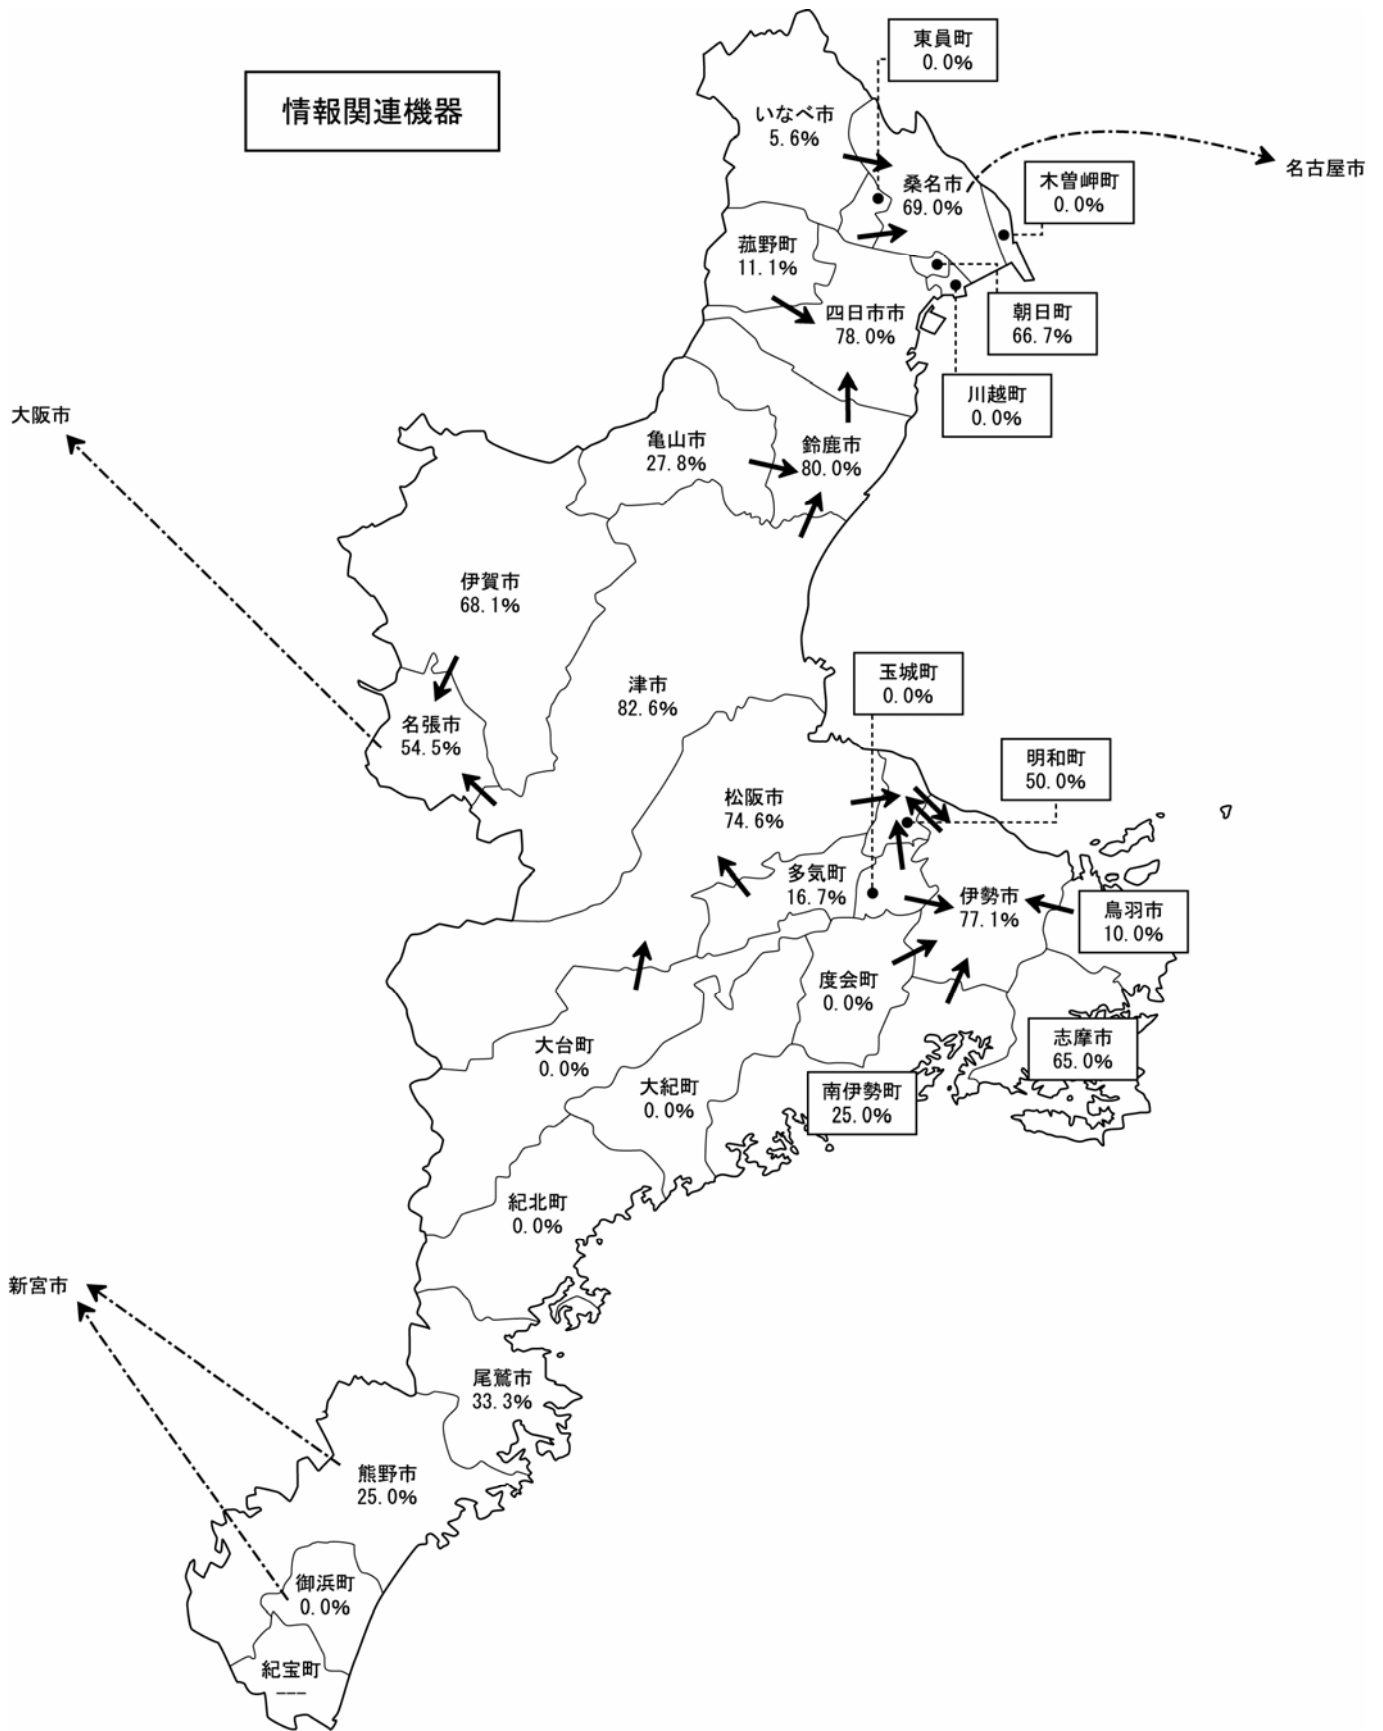 情報関連機器
東員町
0.0%
いなべ市
5.6%
名古屋市
桑名市
69.0%
木曽岬町
0.0%
菰野町
11.1%
四日市市
78.0%
朝日町
66.7%
川越町
0.0%
大阪市
亀山市
27.8%
鈴鹿市
80.0%
伊賀市
68.1%
津市
82.6%
玉城町
0.0%
名張市
54.5%
明和町
50.0%
松阪市
74.6%
多気町
16.7%
伊勢市
77.1%
鳥羽市
10.0%
度会町
0.0%
大台町
0.0%
志摩市
65.0%
大紀町
0.0%
南伊勢町
25.0%
紀北町
0.0%
新宮市
尾鷲市
33.3%
熊野市
25.0%
御浜町
0.0%
紀宝町
---